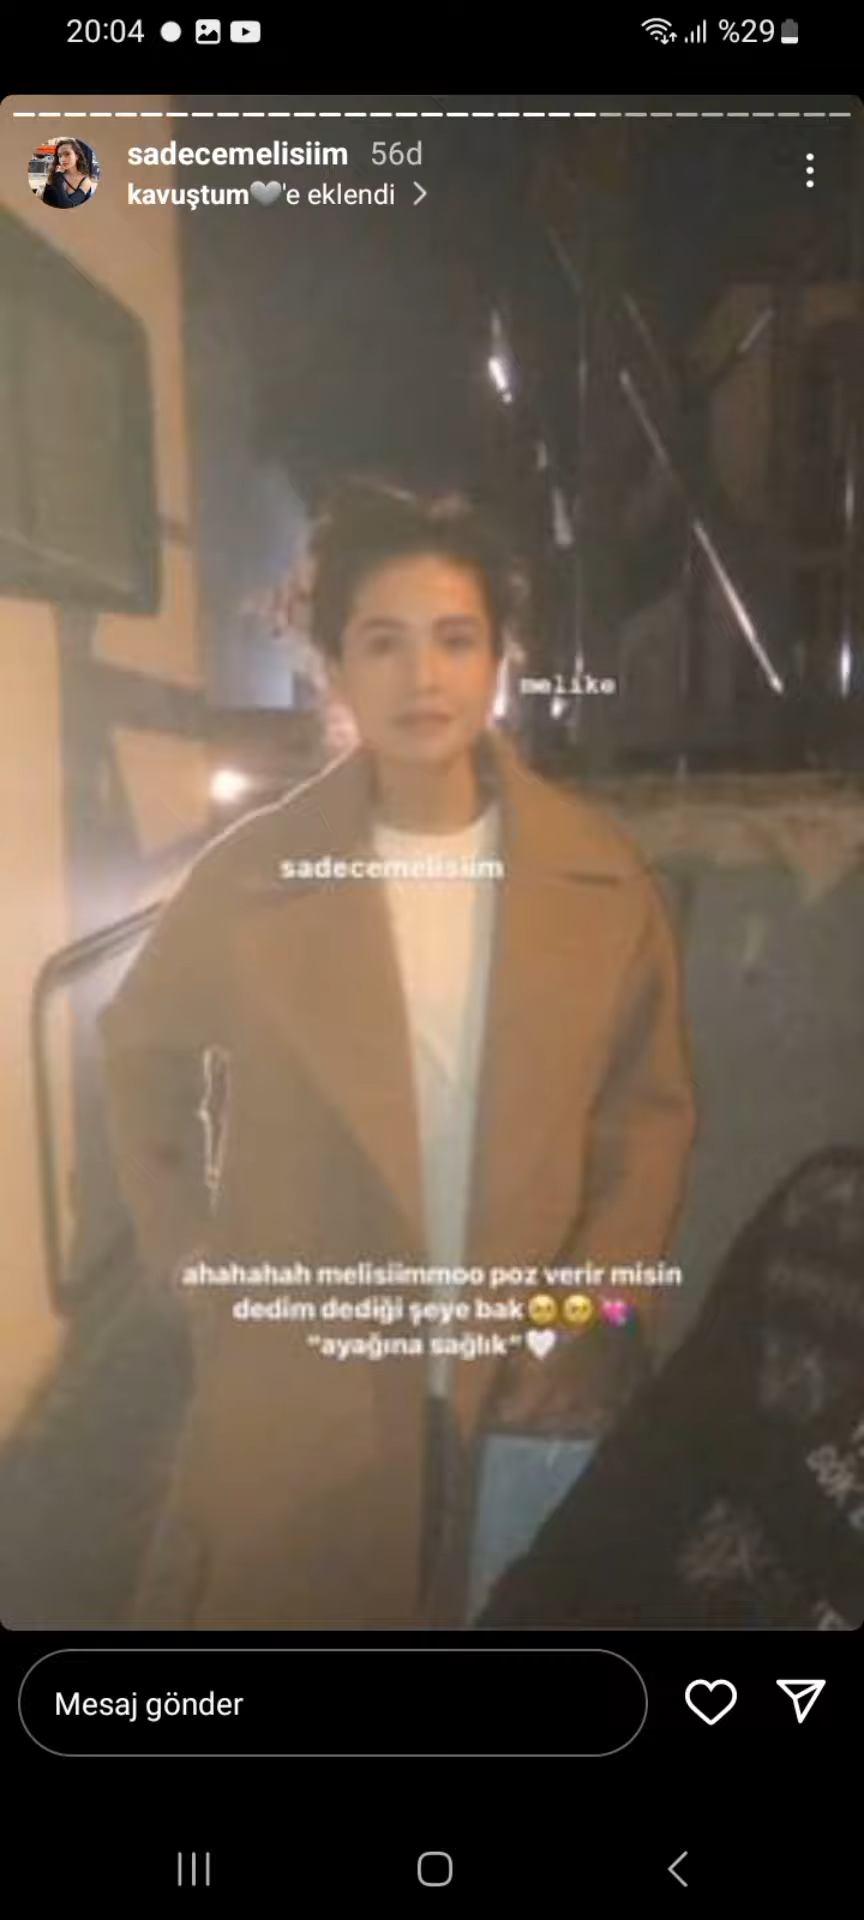 20:04 %29
sadecemelisiim 56d
kavuştum🩶'e eklendi
melike
sadecemelisiim
ahahahah melisiimmoo poz verir misin
dedim dediği şeye bak🥹🥹💘
"ayağına sağlık"🤍
Mesaj gönder